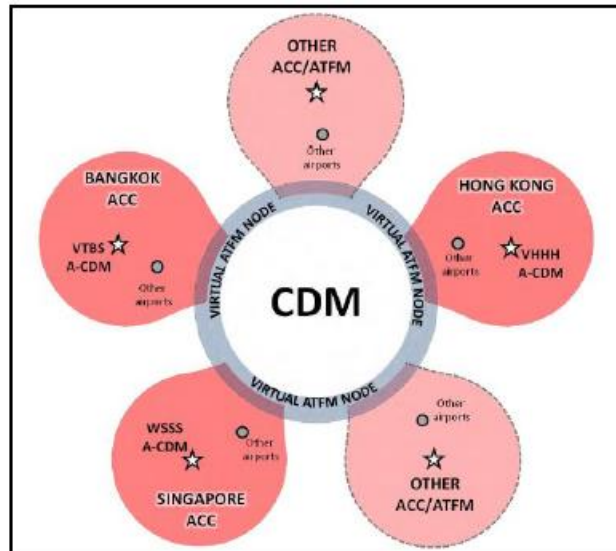 OTHER
ACC/ATFM
Other
airports
BANGKOK
ACC
VTBS
A-CDM
Other
airports
HONG KONG
ACC
Other
airports
VHHH
A-CDM
VIRTUAL ATFM NODE
VIRTUAL ATFM NODE
CDM
VIRTUAL ATFM NODE
WSSS
A-CDM
Other
airports
SINGAPORE
ACC
Other
airports
OTHER
ACC/ATFM